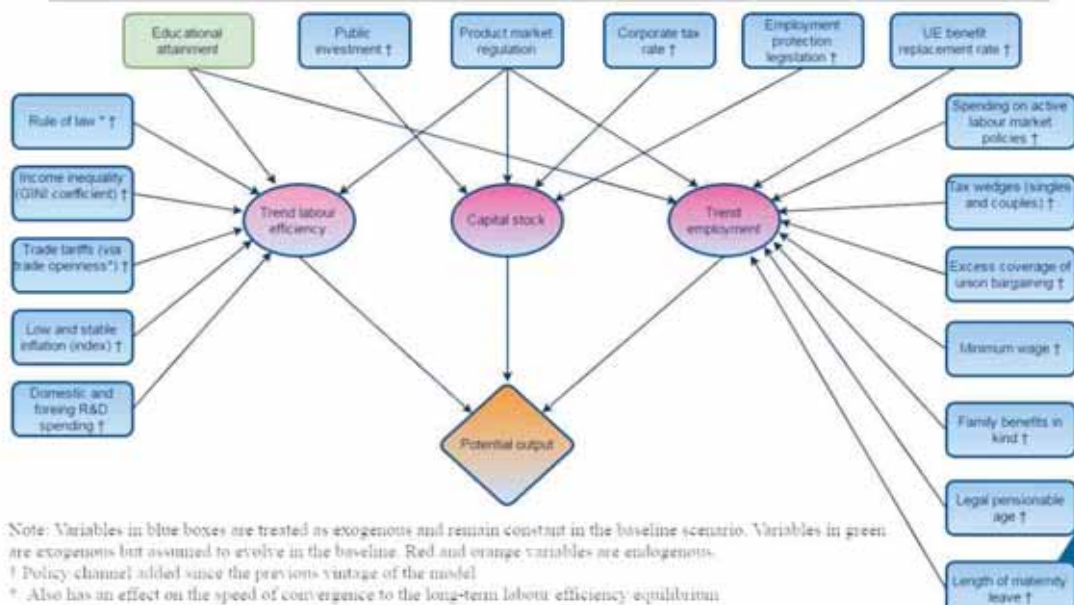 Educational
attainment
Public
investment †
Product market
regulation
Corporate tax
rate †
Employment
protection
legislation †
UE benefit
replacement rate †
Rule of law * †
Income inequality
(GINI coefficient) †
Trade tariffs (via
trade openness*) †
Low and stable
inflation (index) †
Domestic and
foreing R&D
spending †
Trend labour
efficiency
Capital stock
Trend
employment
Potential output
Spending on active
labour market
policies †
Tax wedges (singles
and couples) †
Excess coverage of
union bargaining †
Minimum wage †
Family benefits in
kind †
Legal pensionable
age †
Length of maternity
leave †
Note: Variables in blue boxes are treated as exogenous and remain constant in the baseline scenario. Variables in green
are exogenous but assumed to evolve in the baseline. Red and orange variables are endogenous.
† Policy channel added since the previous vintage of the model
* Also has an effect on the speed of convergence to the long-term labour efficiency equilibrium